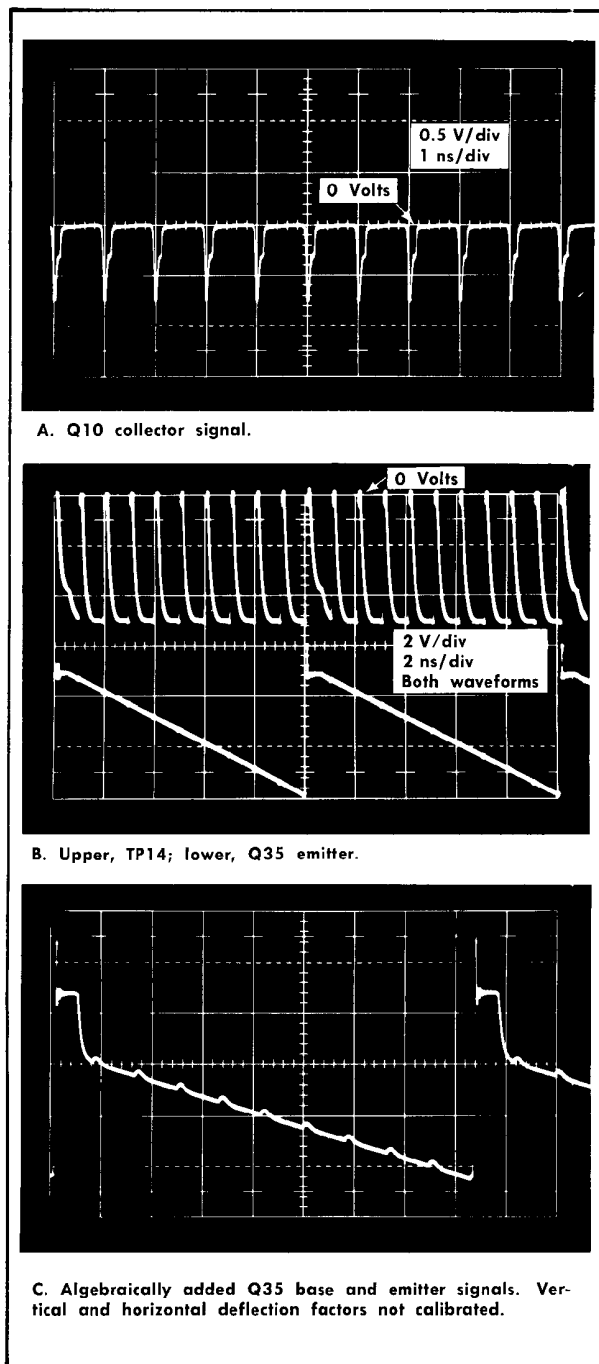 0.5 V/div
1 ns/div
0 Volts
A. Q10 collector signal.
0 Volts
2 V/div
2 ns/div
Both waveforms
B. Upper, TP14; lower, Q35 emitter.
C. Algebraically added Q35 base and emitter signals. Ver-
tical and horizontal deflection factors not calibrated.